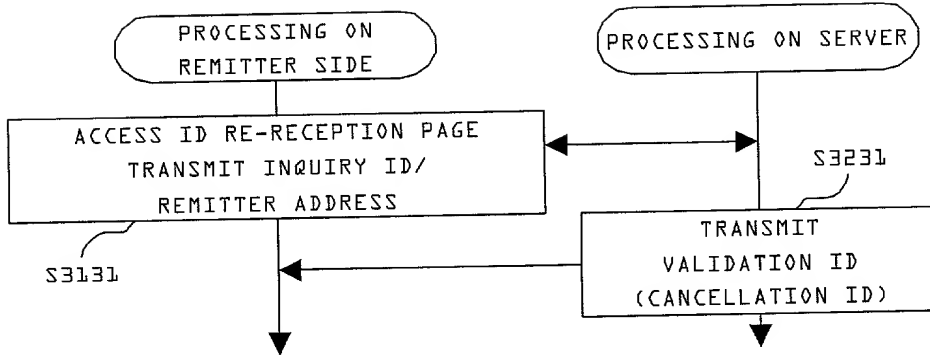 PROCESSING ON
REMITTER SIDE
PROCESSING ON SERVER
ACCESS ID RE-RECEPTION PAGE
TRANSMIT INQUIRY ID/
REMITTER ADDRESS
S3131
S3231
TRANSMIT
VALIDATION ID
(CANCELLATION ID)